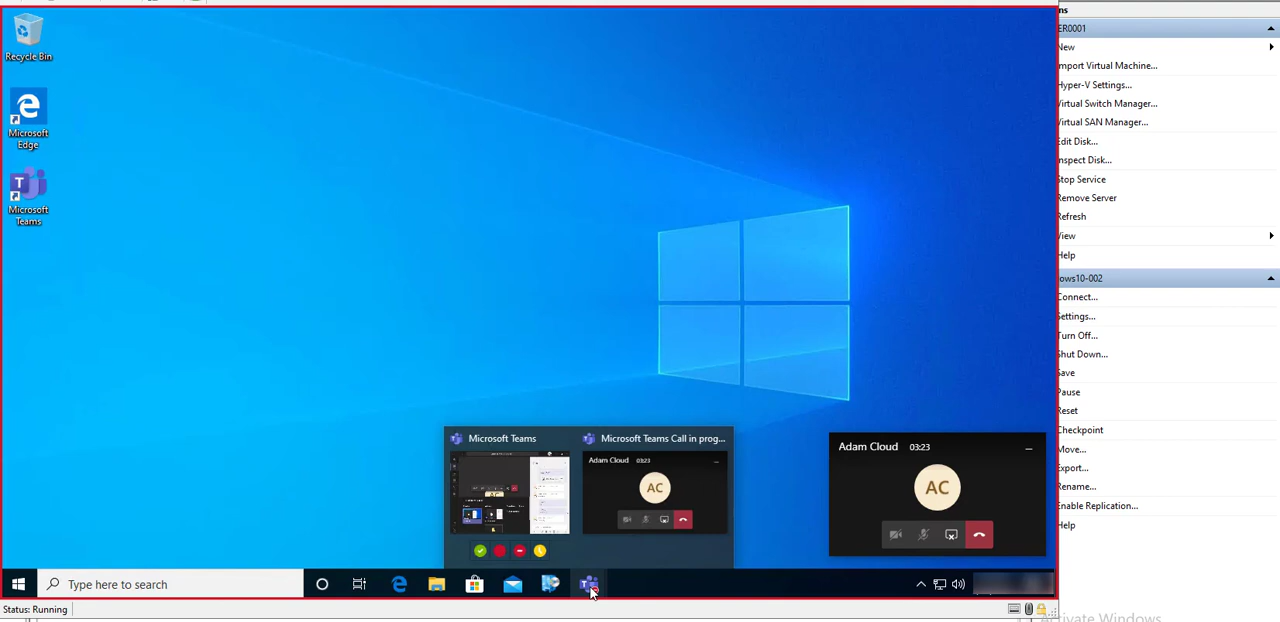 Recycle Bin
Microsoft
Edge
Microsoft
Teams
Microsoft Teams
Microsoft Teams Call in prog...
Adam Cloud 03:23
AC
Adam Cloud 03:23
AC
Type here to search
Status: Running
ns
ER0001
New
mport Virtual Machine...
Hyper-V Settings...
Virtual Switch Manager...
Virtual SAN Manager...
Edit Disk...
nspect Disk...
Stop Service
Remove Server
Refresh
View
Help
ows10-002
Connect...
Settings...
Turn Off...
Shut Down...
Save
Pause
Reset
Checkpoint
Move...
Export...
Rename...
Enable Replication...
Help
Activate Windows